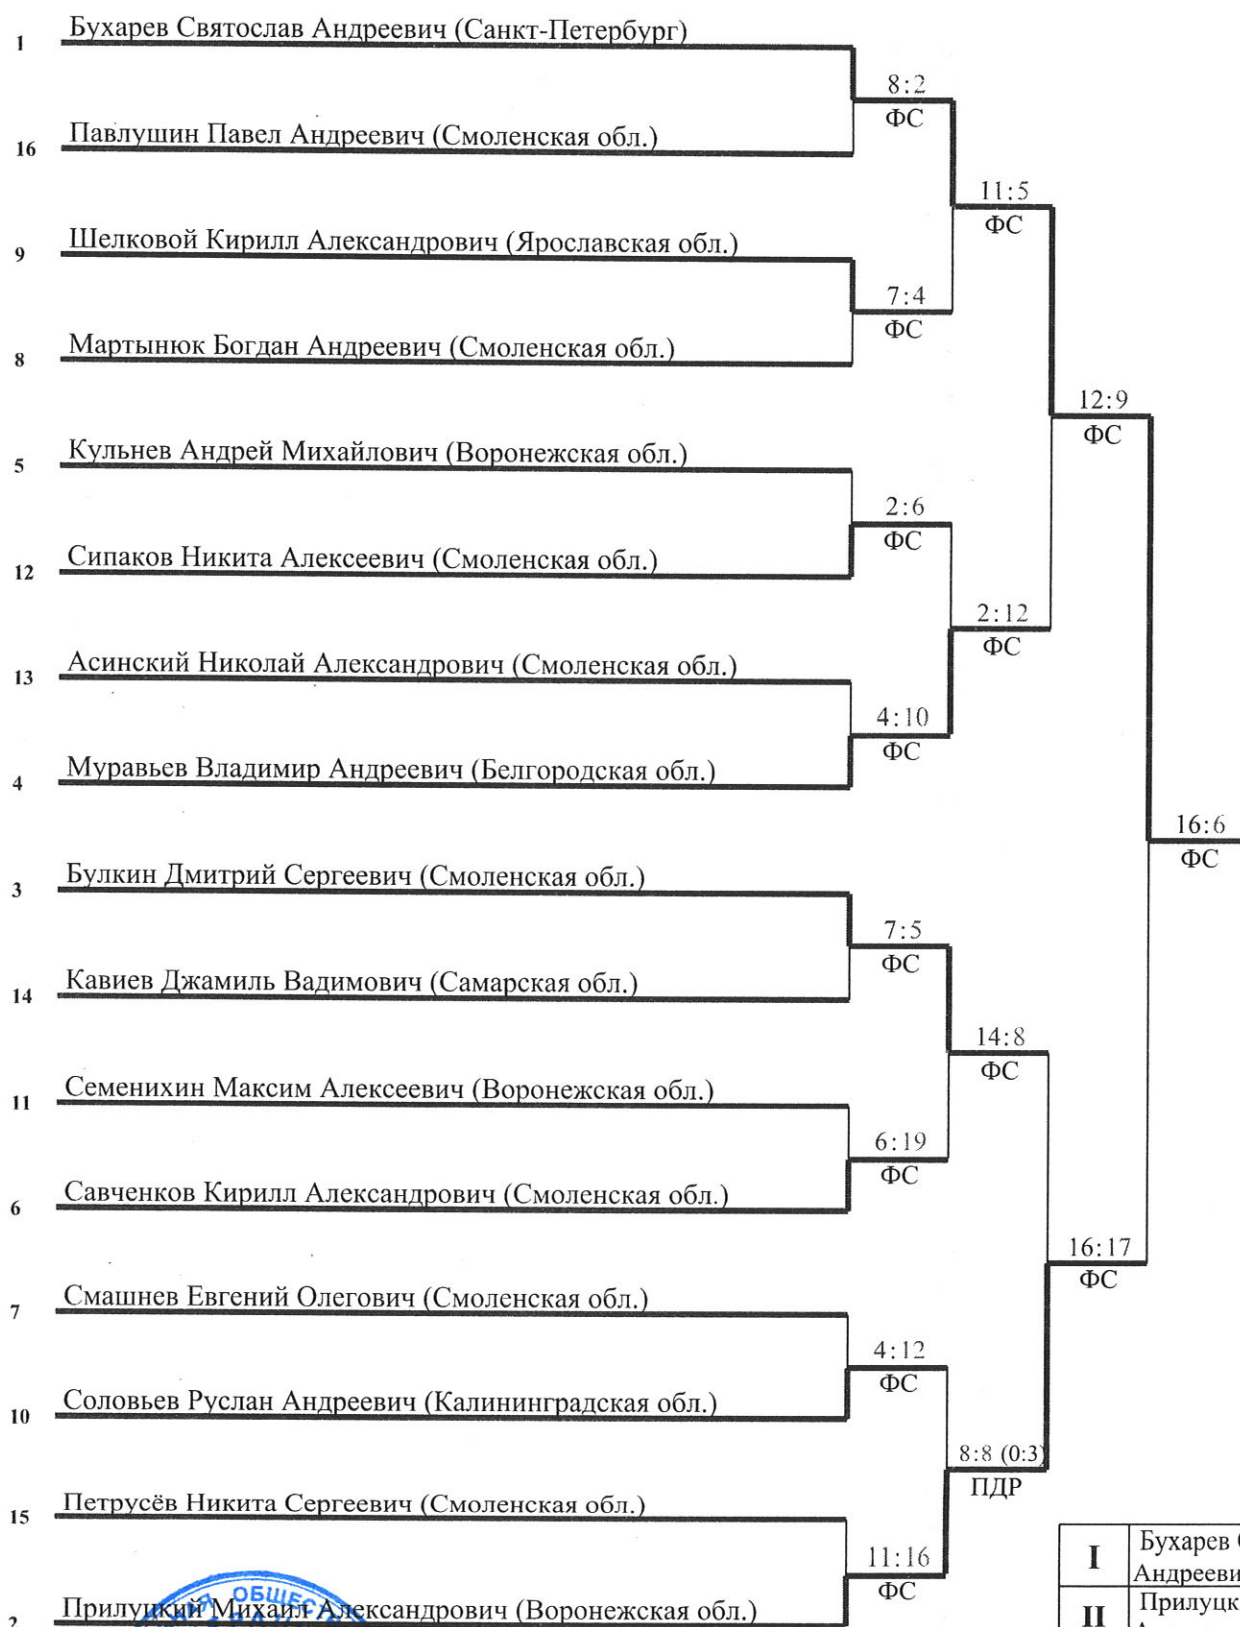 1 Бухарев Святослав Андреевич (Санкт-Петербург)
8:2
ФС
16 Павлушин Павел Андреевич (Смоленская обл.)
11:5
ФС
9 Шелковой Кирилл Александрович (Ярославская обл.)
7:4
ФС
8 Мартынюк Богдан Андреевич (Смоленская обл.)
12:9
ФС
5 Кульнев Андрей Михайлович (Воронежская обл.)
2:6
ФС
12 Сипаков Никита Алексеевич (Смоленская обл.)
2:12
ФС
13 Асинский Николай Александрович (Смоленская обл.)
4:10
ФС
4 Муравьев Владимир Андреевич (Белгородская обл.)
16:6
ФС
3 Булкин Дмитрий Сергеевич (Смоленская обл.)
7:5
ФС
14 Кавиев Джамиль Вадимович (Самарская обл.)
14:8
ФС
11 Семенихин Максим Алексеевич (Воронежская обл.)
6:19
ФС
6 Савченков Кирилл Александрович (Смоленская обл.)
16:17
ФС
7 Смашнев Евгений Олегович (Смоленская обл.)
4:12
ФС
10 Соловьев Руслан Андреевич (Калининградская обл.)
8:8 (0:3)
ПДР
15 Петрусёв Никита Сергеевич (Смоленская обл.)
11:16
ФС
2 Прилуцкий Михаил Александрович (Воронежская обл.)
I Бухарев
Андрееви
II Прилуцк